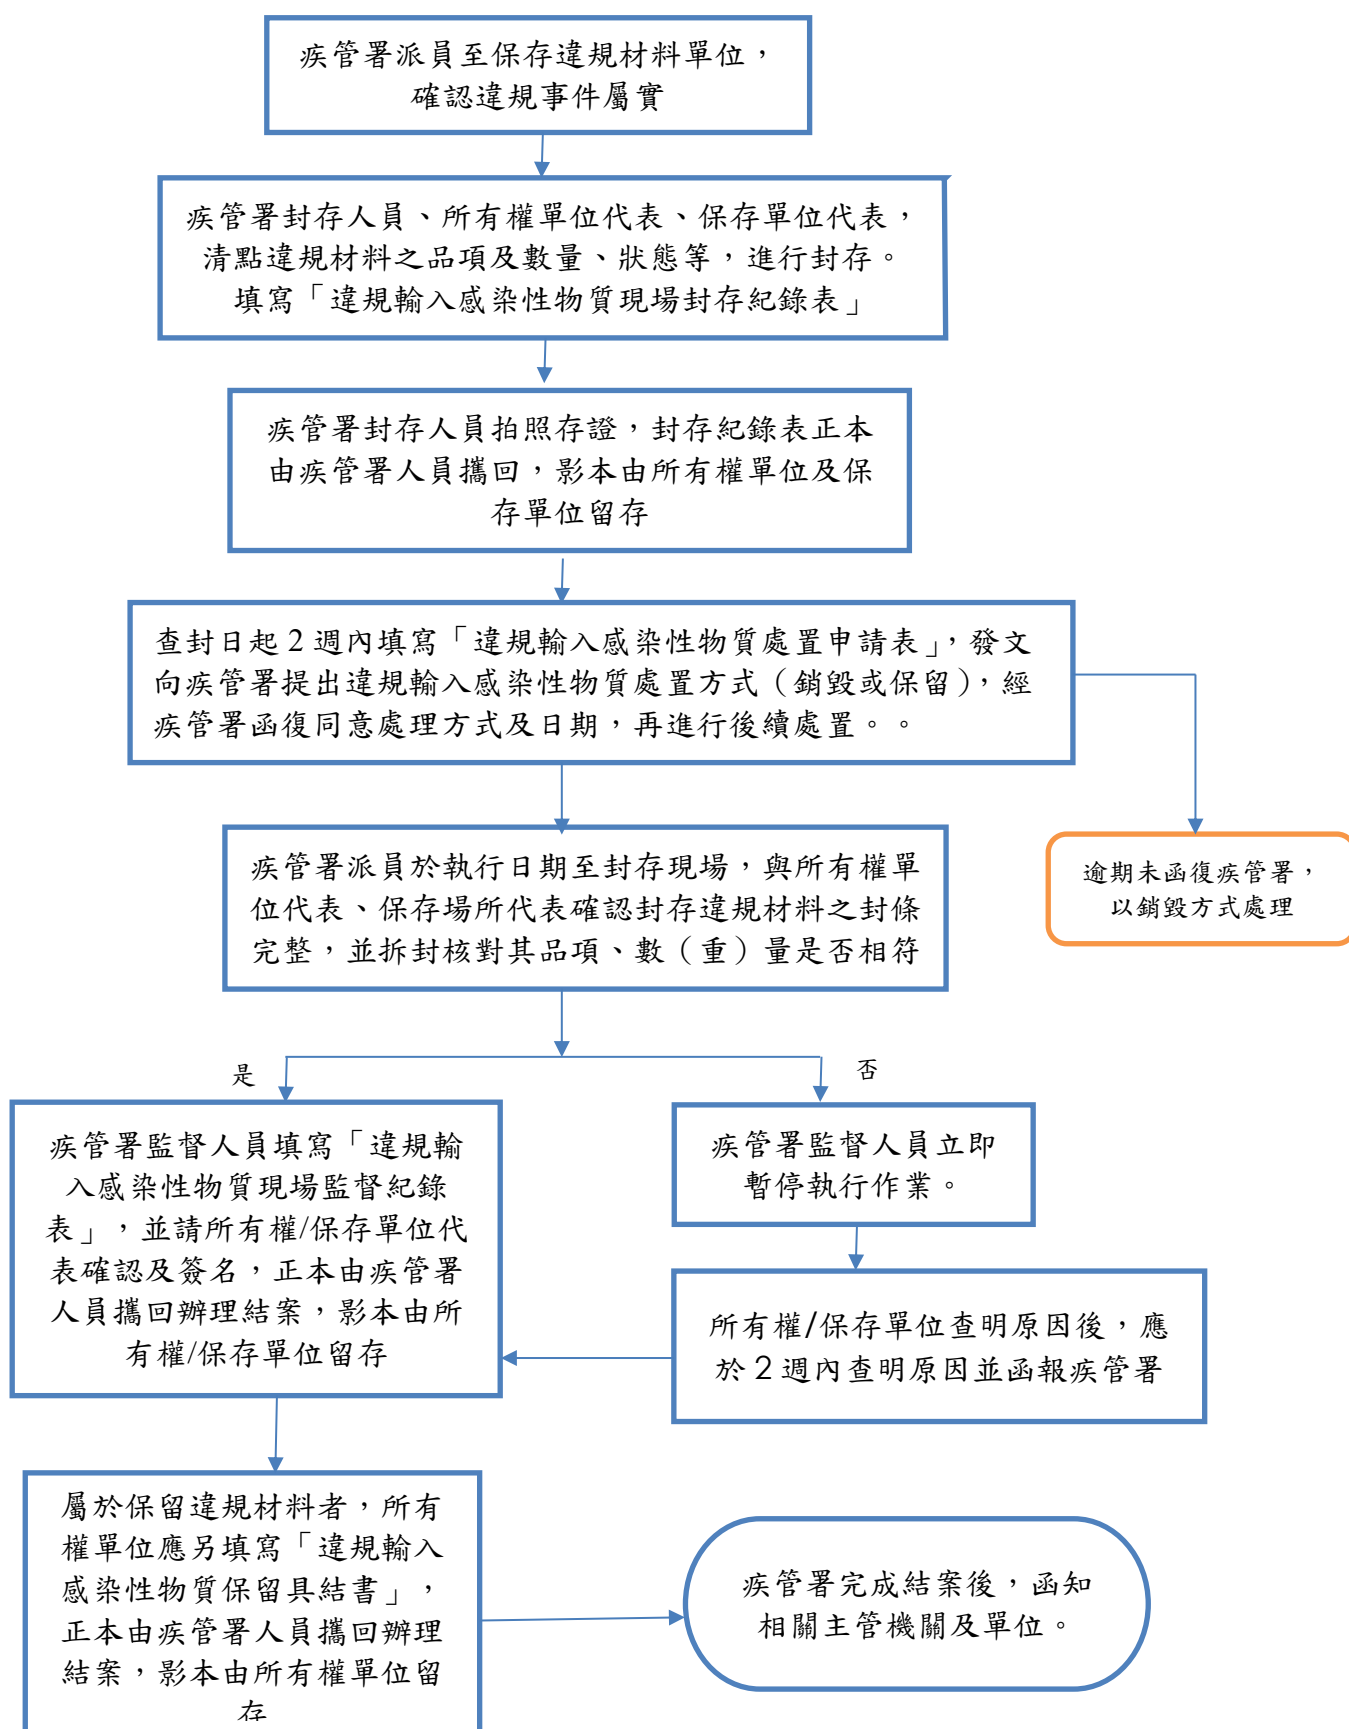 疾管署派員至保存違規材料單位，
確認違規事件屬實
疾管署封存人員、所有權單位代表、保存單位代表，
清點違規材料之品項及數量、狀態等，進行封存。
填寫「違規輸入感染性物質現場封存紀錄表」
疾管署封存人員拍照存證，封存紀錄表正本
由疾管署人員攜回，影本由所有權單位及保
存單位留存
查封日起 2 週內填寫「違規輸入感染性物質處置申請表」，發文
向疾管署提出違規輸入感染性物質處置方式（銷毀或保留），經
疾管署函復同意處理方式及日期，再進行後續處置。。
逾期未函復疾管署，
以銷毀方式處理
疾管署派員於執行日期至封存現場，與所有權單
位代表、保存場所代表確認封存違規材料之封條
完整，並拆封核對其品項、數（重）量是否相符
是
否
疾管署監督人員填寫「違規輸
入感染性物質現場監督紀錄
表」，並請所有權/保存單位代
表確認及簽名，正本由疾管署
人員攜回辦理結案，影本由所
有權/保存單位留存
疾管署監督人員立即
暫停執行作業。
所有權/保存單位查明原因後，應
於 2 週內查明原因並函報疾管署
屬於保留違規材料者，所有
權單位應另填寫「違規輸入
感染性物質保留具結書」，
正本由疾管署人員攜回辦理
結案，影本由所有權單位留
存
疾管署完成結案後，函知
相關主管機關及單位。